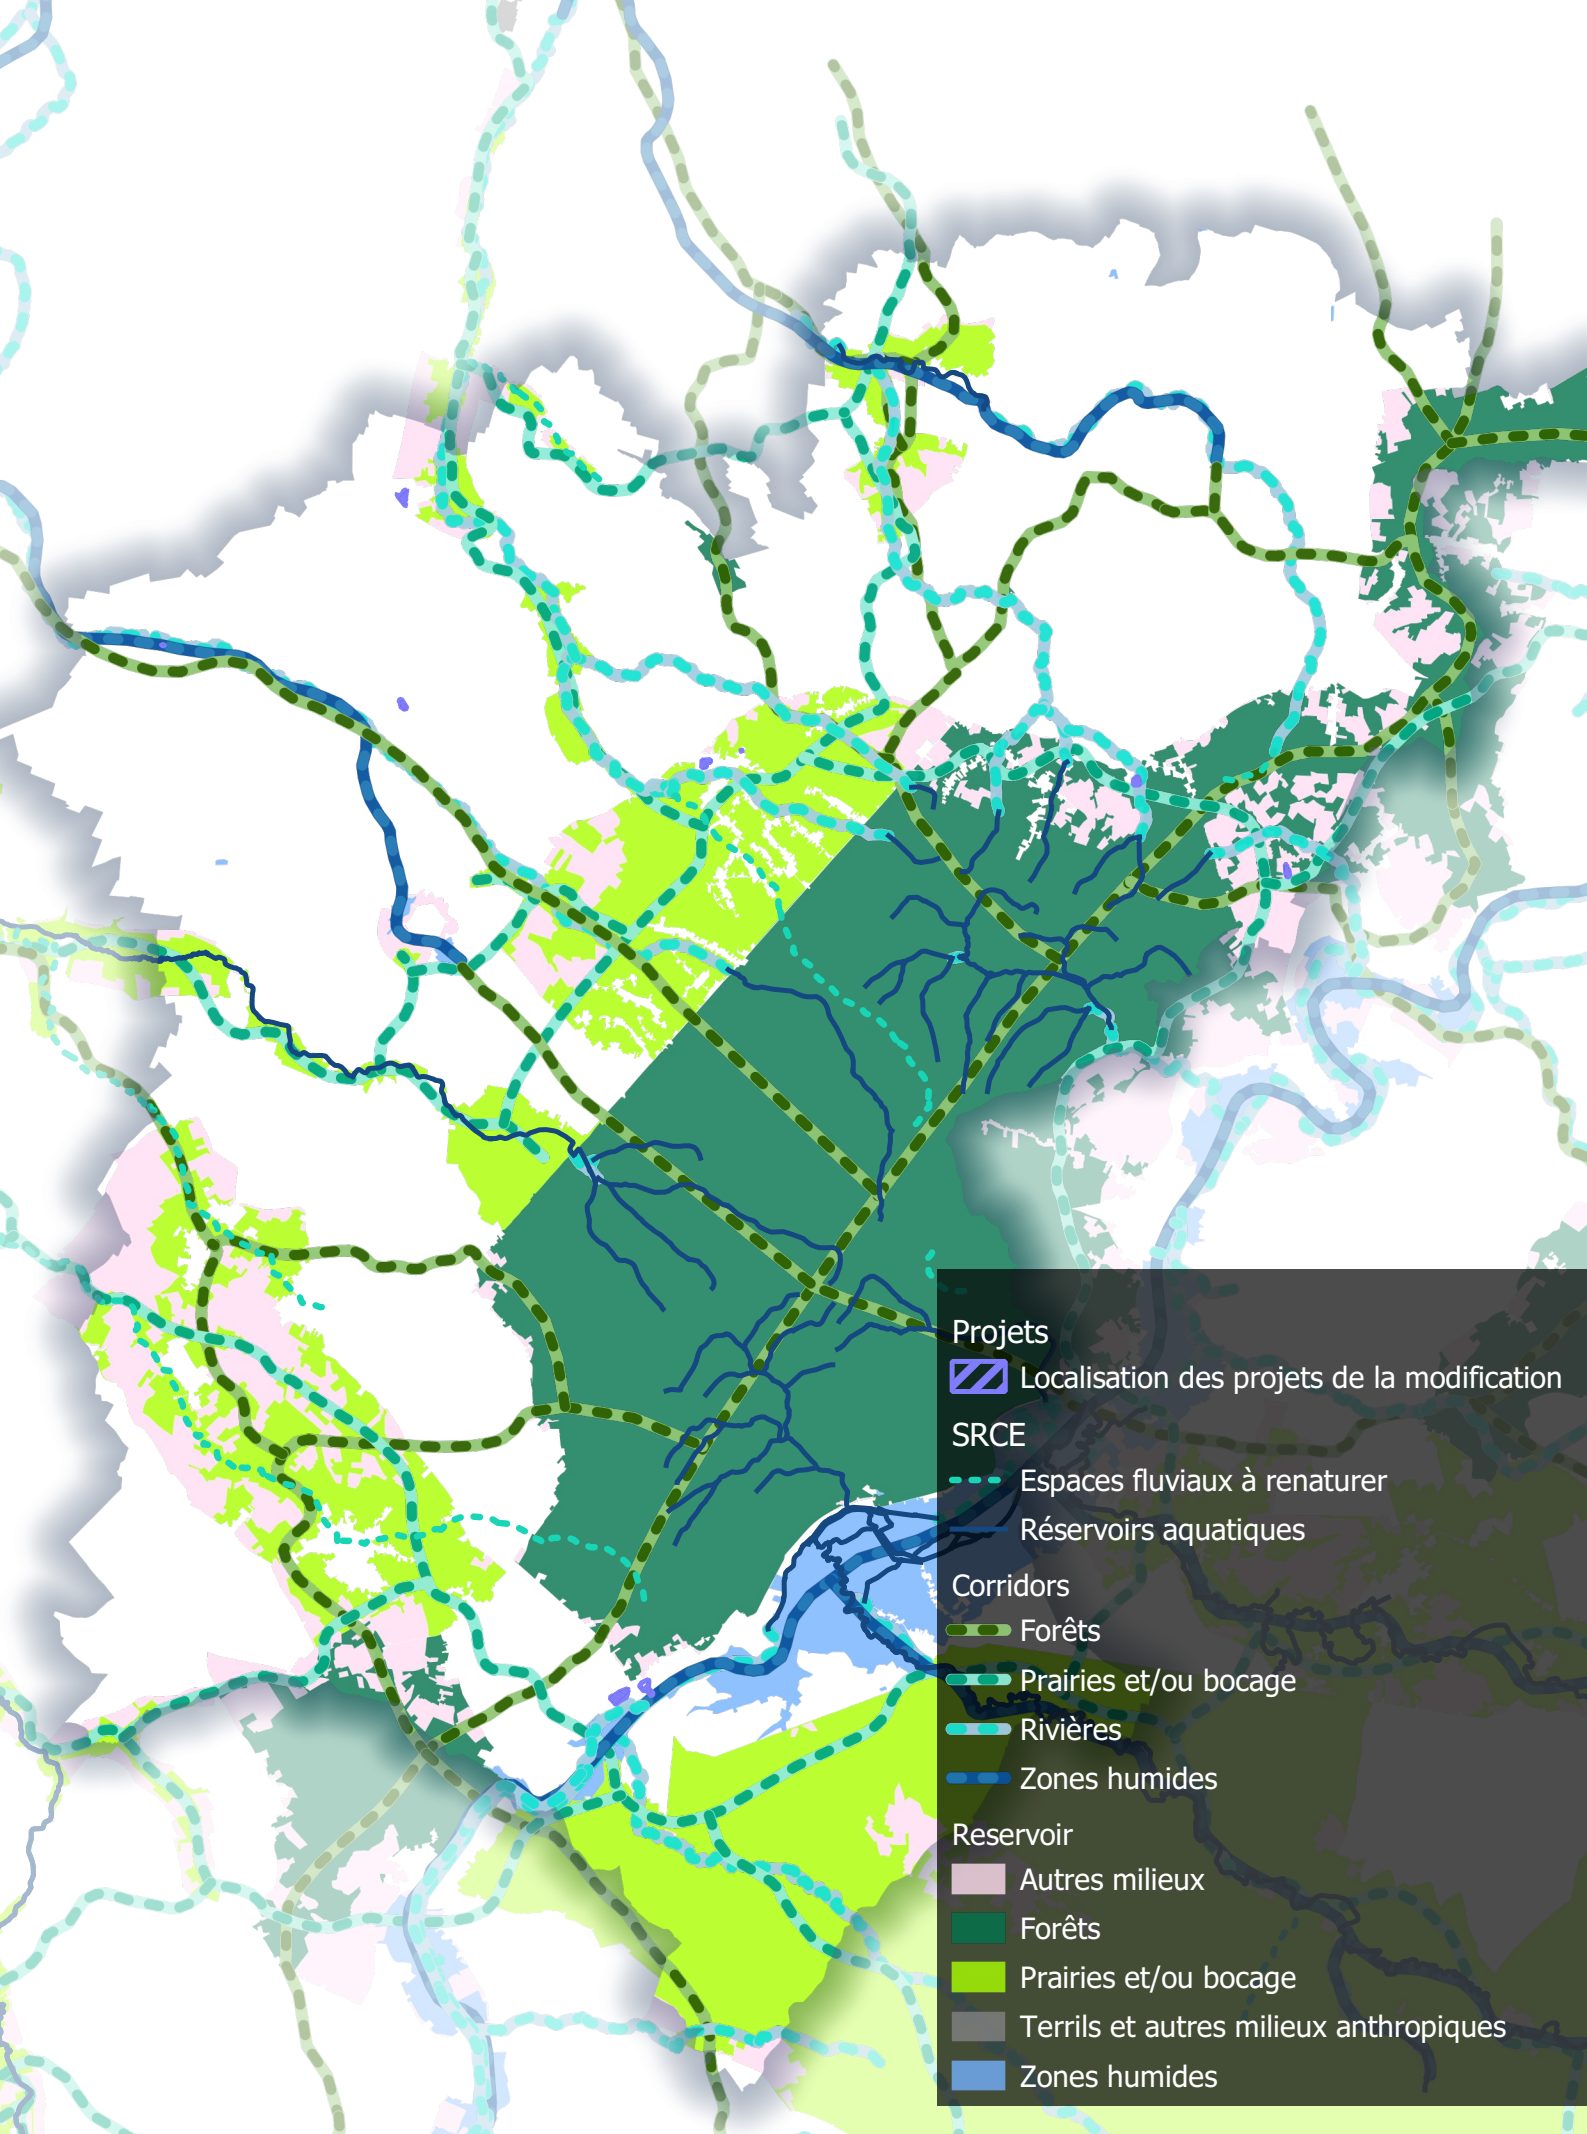 Projets
Localisation des projets de la modification
SRCE
Espaces fluviaux à renaturer
Réservoirs aquatiques
Corridors
Forêts
Prairies et/ou bocage
Rivières
Zones humides
Reservoir
Autres milieux
Forêts
Prairies et/ou bocage
Terrils et autres milieux anthropiques
Zones humides